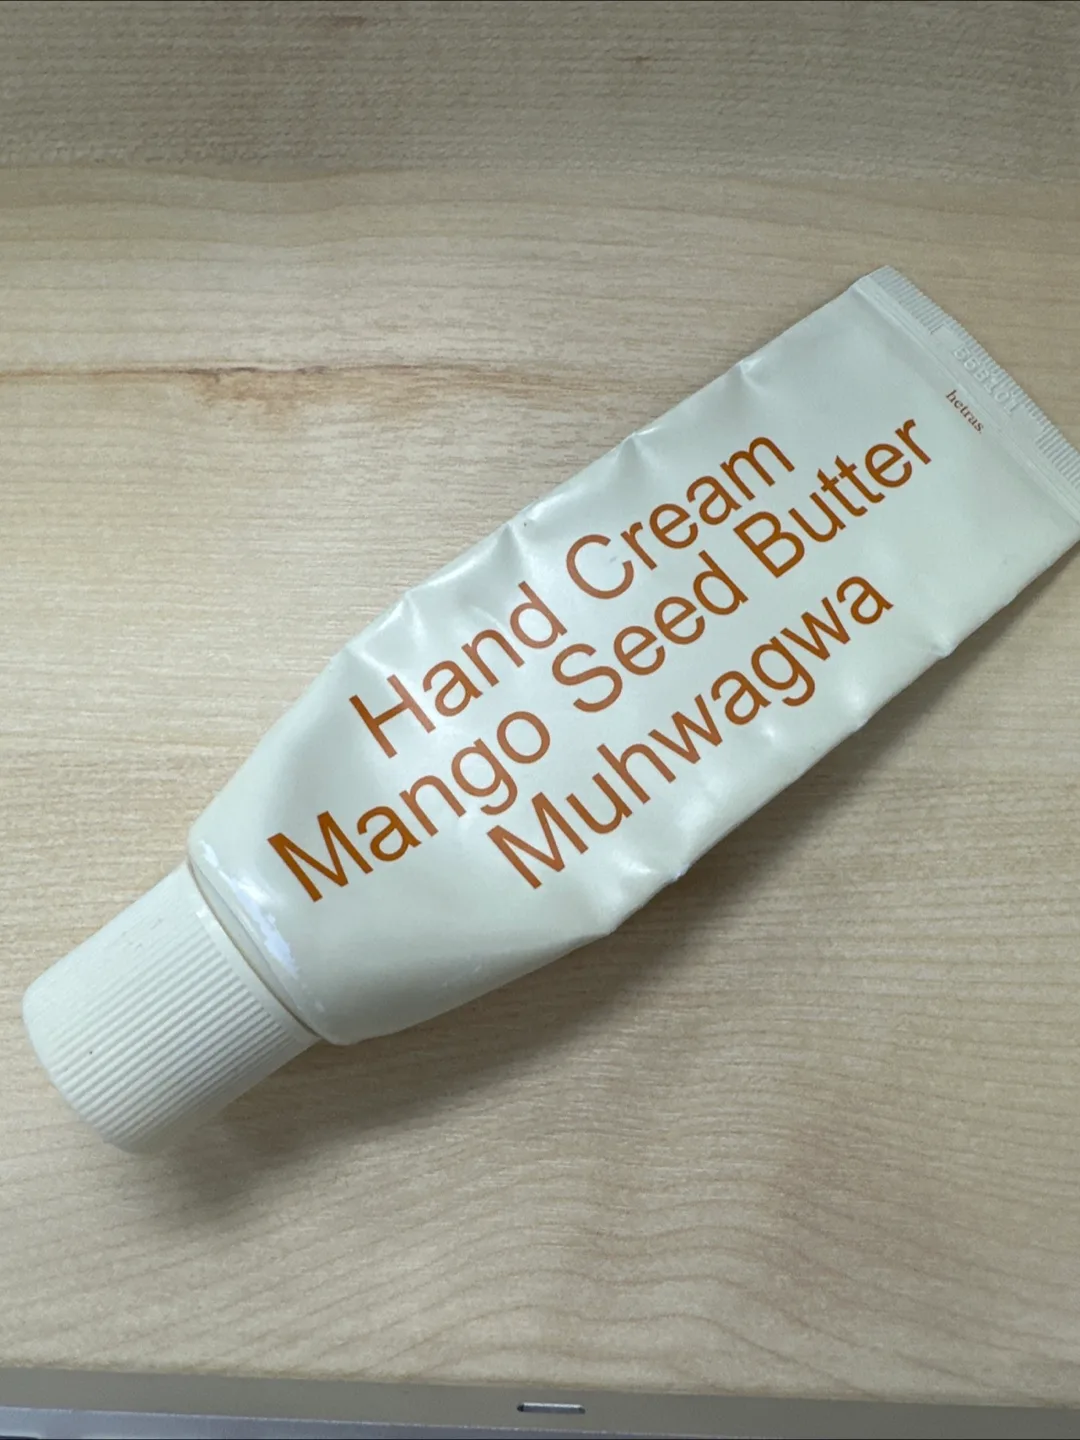 hetras.
Hand Cream
Mango Seed Butter
Muhwagwa